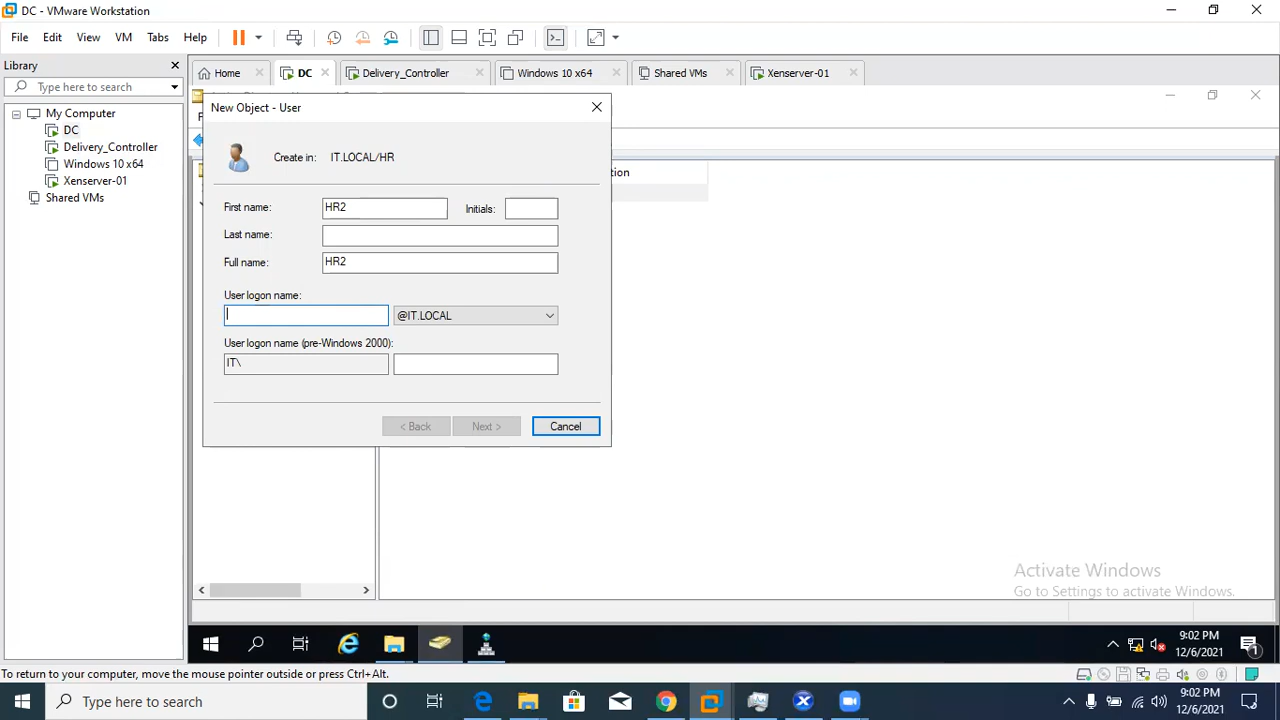 DC - VMware Workstation
File Edit View VM Tabs Help
Library
Type here to search
My Computer
DC
Delivery_Controller
Windows 10 x64
Xenserver-01
Shared VMs
Home DC Delivery_Controller Windows 10 x64 Shared VMs Xenserver-01
New Object - User
Create in: IT.LOCAL/HR
tion
First name: HR2 Initials:
Last name:
Full name: HR2
User logon name:
@IT.LOCAL
User logon name (pre-Windows 2000):
IT\
< Back Next > Cancel
Activate Windows
Go to Settings to activate Windows.
9:02 PM
12/6/2021
1
To return to your computer, move the mouse pointer outside or press Ctrl+Alt.
Type here to search
9:02 PM
12/6/2021